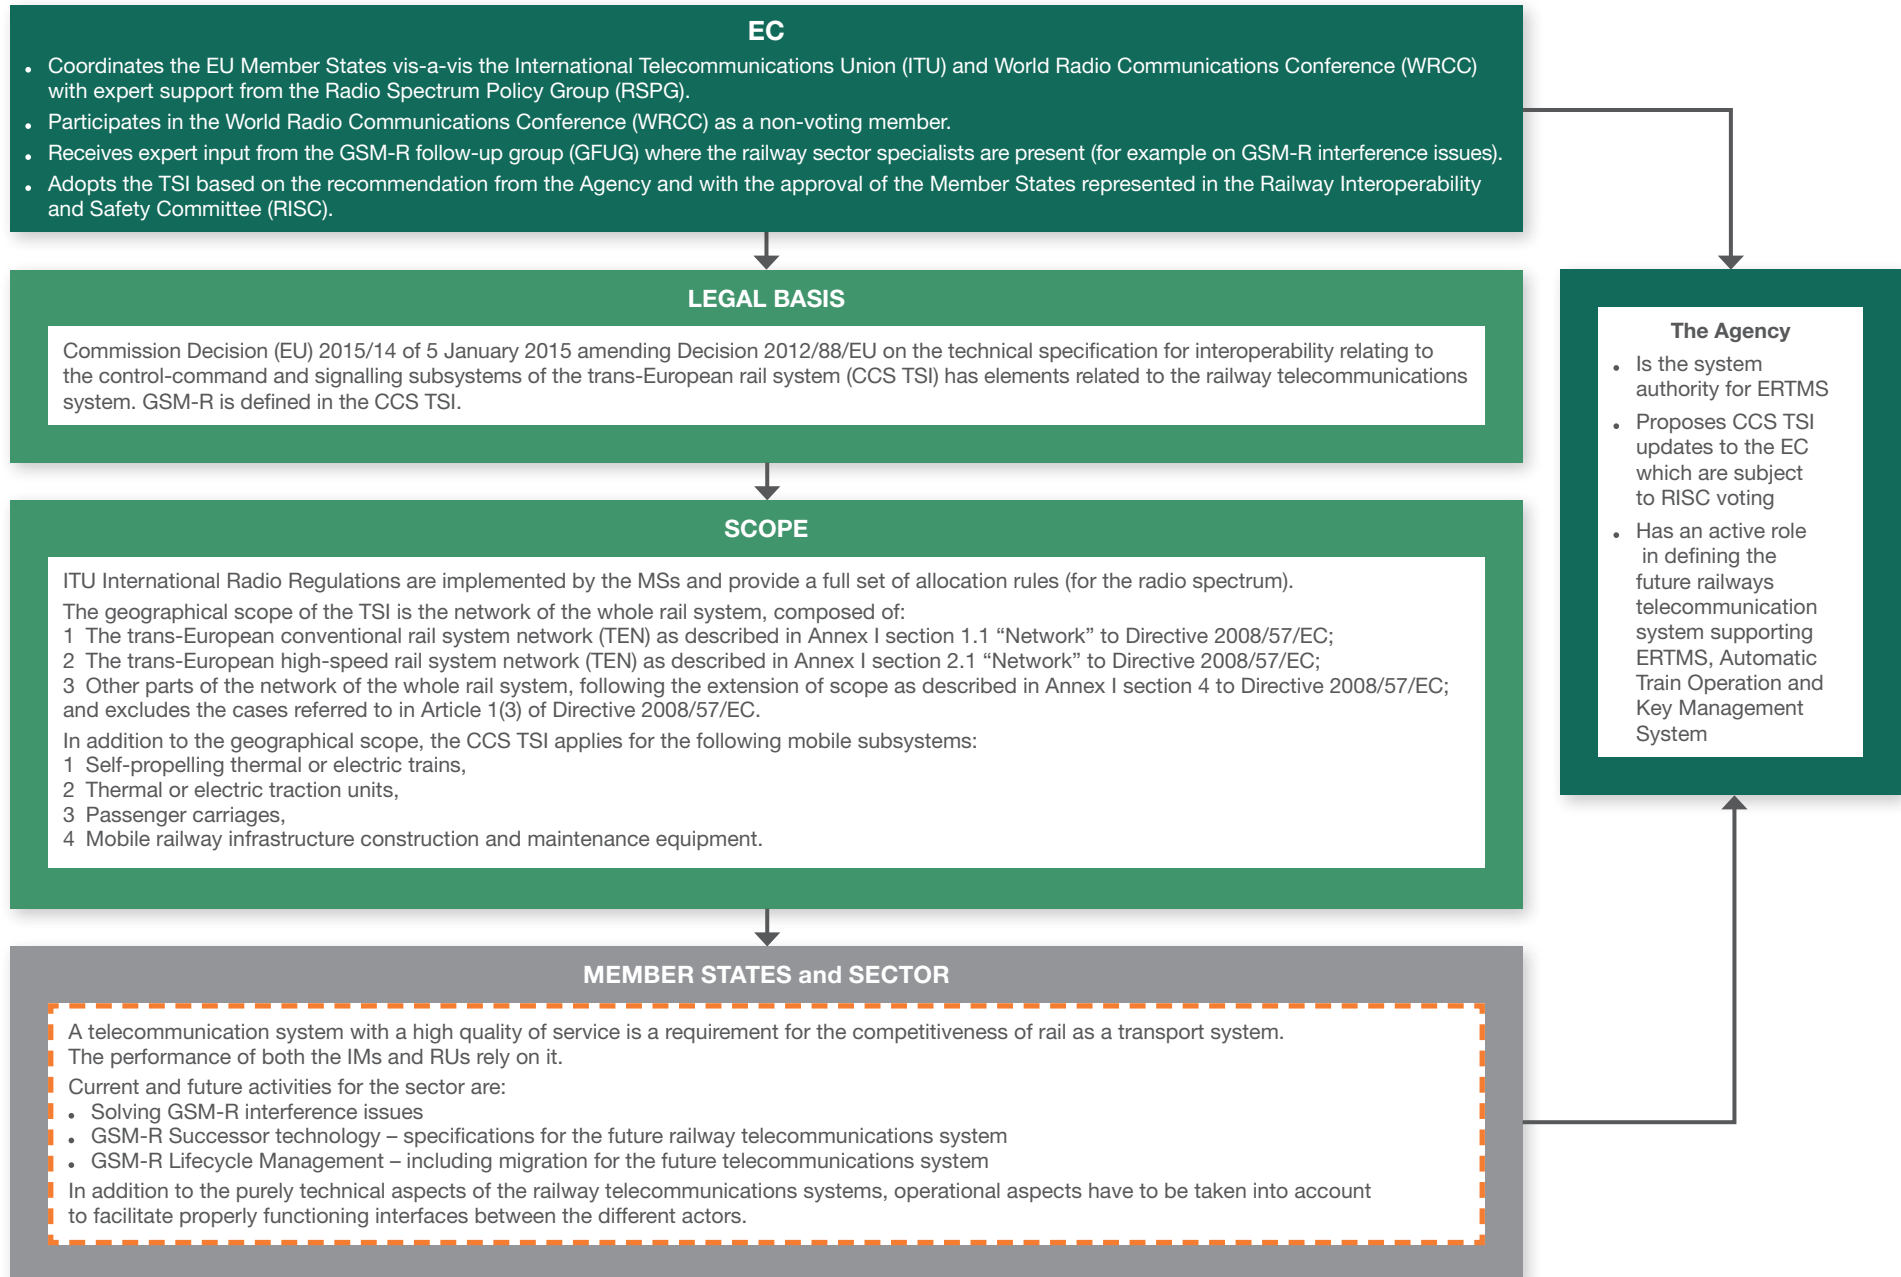 EC
• Coordinates the EU Member States vis-a-vis the International Telecommunications Union (ITU) and World Radio Communications Conference (WRCC)
with expert support from the Radio Spectrum Policy Group (RSPG).
• Participates in the World Radio Communications Conference (WRCC) as a non-voting member.
• Receives expert input from the GSM-R follow-up group (GFUG) where the railway sector specialists are present (for example on GSM-R interference issues).
• Adopts the TSI based on the recommendation from the Agency and with the approval of the Member States represented in the Railway Interoperability
and Safety Committee (RISC).
LEGAL BASIS
Commission Decision (EU) 2015/14 of 5 January 2015 amending Decision 2012/88/EU on the technical specification for interoperability relating to
the control-command and signalling subsystems of the trans-European rail system (CCS TSI) has elements related to the railway telecommunications
system. GSM-R is defined in the CCS TSI.
SCOPE
ITU International Radio Regulations are implemented by the MSs and provide a full set of allocation rules (for the radio spectrum).
The geographical scope of the TSI is the network of the whole rail system, composed of:
1 The trans-European conventional rail system network (TEN) as described in Annex I section 1.1 “Network” to Directive 2008/57/EC;
2 The trans-European high-speed rail system network (TEN) as described in Annex I section 2.1 “Network” to Directive 2008/57/EC;
3 Other parts of the network of the whole rail system, following the extension of scope as described in Annex I section 4 to Directive 2008/57/EC;
and excludes the cases referred to in Article 1(3) of Directive 2008/57/EC.
In addition to the geographical scope, the CCS TSI applies for the following mobile subsystems:
1 Self-propelling thermal or electric trains,
2 Thermal or electric traction units,
3 Passenger carriages,
4 Mobile railway infrastructure construction and maintenance equipment.
MEMBER STATES and SECTOR
A telecommunication system with a high quality of service is a requirement for the competitiveness of rail as a transport system.
The performance of both the IMs and RUs rely on it.
Current and future activities for the sector are:
• Solving GSM-R interference issues
• GSM-R Successor technology – specifications for the future railway telecommunications system
• GSM-R Lifecycle Management – including migration for the future telecommunications system
In addition to the purely technical aspects of the railway telecommunications systems, operational aspects have to be taken into account
to facilitate properly functioning interfaces between the different actors.
The Agency
• Is the system
authority for ERTMS
• Proposes CCS TSI
updates to the EC
which are subject
to RISC voting
• Has an active role
in defining the
future railways
telecommunication
system supporting
ERTMS, Automatic
Train Operation and
Key Management
System